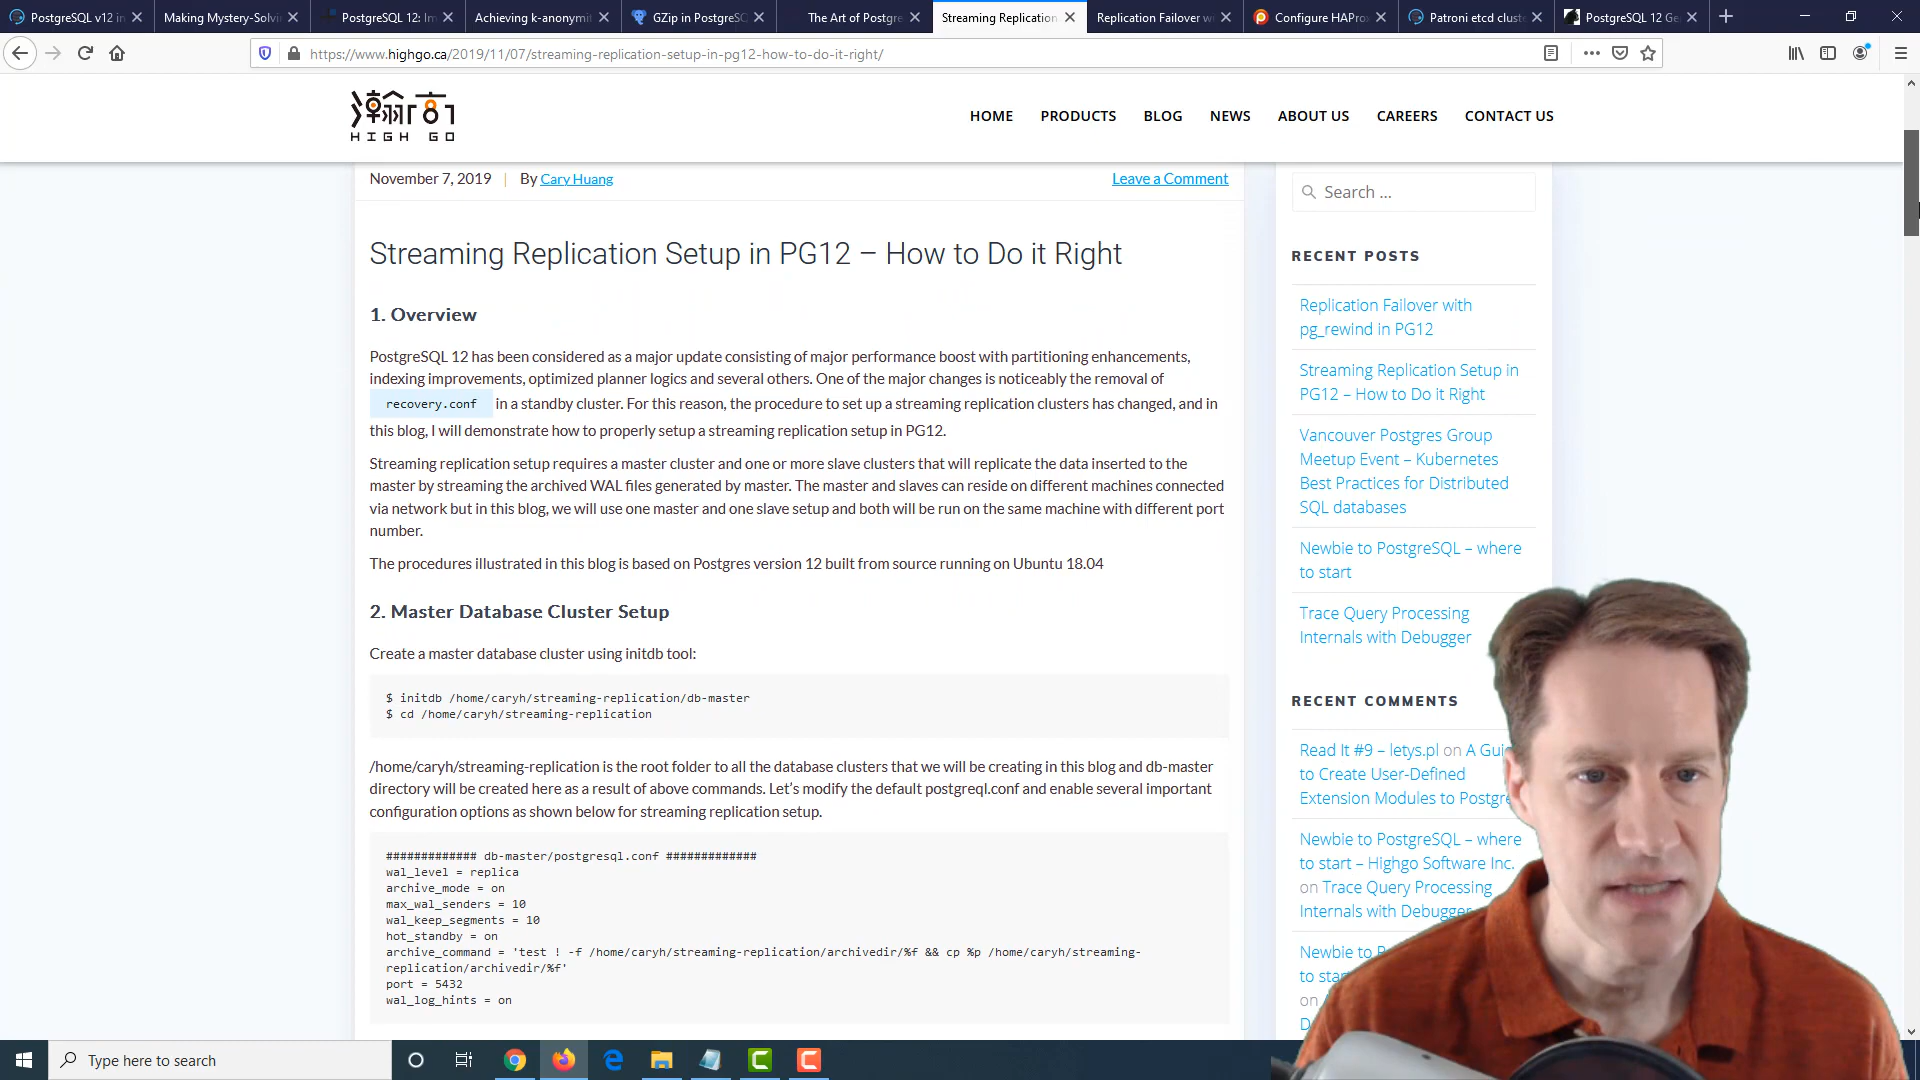 PostgreSQL v12 in
Making Mystery-Solvi
PostgreSQL 12: Im
Achieving k-anonymit
GZip in PostgreSQ
The Art of Postgr
Streaming Replication
Replication Failover w
Configure HAProx
Patroni etcd clust
PostgreSQL 12 Ge
https://www.highgo.ca/2019/11/07/streaming-replication-setup-in-pg12-how-to-do-it-right/
HIGH GO
HOME PRODUCTS BLOG NEWS ABOUT US CAREERS CONTACT US
November 7, 2019 | By Cary Huang
Leave a Comment
Streaming Replication Setup in PG12 – How to Do it Right
1. Overview
PostgreSQL 12 has been considered as a major update consisting of major performance boost with partitioning enhancements,
indexing improvements, optimized planner logics and several others. One of the major changes is noticeably the removal of
recovery.conf in a standby cluster. For this reason, the procedure to set up a streaming replication clusters has changed, and in
this blog, I will demonstrate how to properly setup a streaming replication setup in PG12.
Streaming replication setup requires a master cluster and one or more slave clusters that will replicate the data inserted to the
master by streaming the archived WAL files generated by master. The master and slaves can reside on different machines connected
via network but in this blog, we will use one master and one slave setup and both will be run on the same machine with different port
number.
The procedures illustrated in this blog is based on Postgres version 12 built from source running on Ubuntu 18.04
2. Master Database Cluster Setup
Create a master database cluster using initdb tool:
$ initdb /home/caryh/streaming-replication/db-master
$ cd /home/caryh/streaming-replication
/home/caryh/streaming-replication is the root folder to all the database clusters that we will be creating in this blog and db-master
directory will be created here as a result of above commands. Let's modify the default postgreql.conf and enable several important
configuration options as shown below for streaming replication setup.
############# db-master/postgresql.conf #############
wal_level = replica
archive_mode = on
max_wal_senders = 10
wal_keep_segments = 10
hot_standby = on
archive_command = 'test ! -f /home/caryh/streaming-replication/archivedir/%f && cp %p /home/caryh/streaming-
replication/archivedir/%f'
port = 5432
wal_log_hints = on
Search ...
RECENT POSTS
Replication Failover with
pg_rewind in PG12
Streaming Replication Setup in
PG12 – How to Do it Right
Vancouver Postgres Group
Meetup Event – Kubernetes
Best Practices for Distributed
SQL databases
Newbie to PostgreSQL – where
to start
Trace Query Processing
Internals with Debugger
RECENT COMMENTS
Read It #9 – letys.pl on A Gui
to Create User-Defined
Extension Modules to Postgre
Newbie to PostgreSQL – where
to start – Highgo Software Inc.
on Trace Query Processing
Internals with Debugger
Newbie to
to star
on
Type here to search